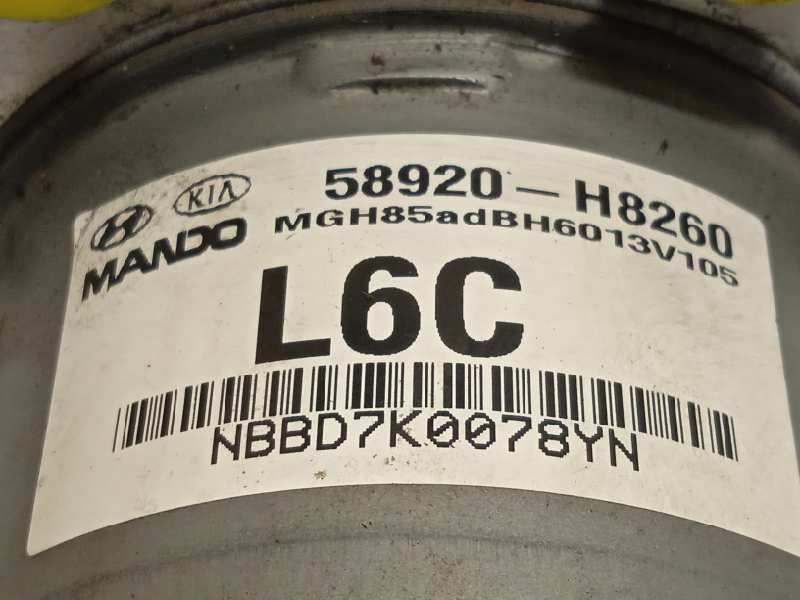 KIA 58920-H8260
MANDO MGH85adBH6013V105
L6C
NBBD7K0078YN